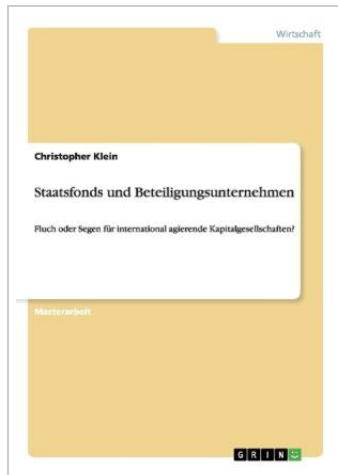 Wirtschaft
Christopher Klein
Staatsfonds und Beteiligungsunternehmen
Fluch oder Segen für international agierende Kapitalgesellschaften?
Masterarbeit
GRIN